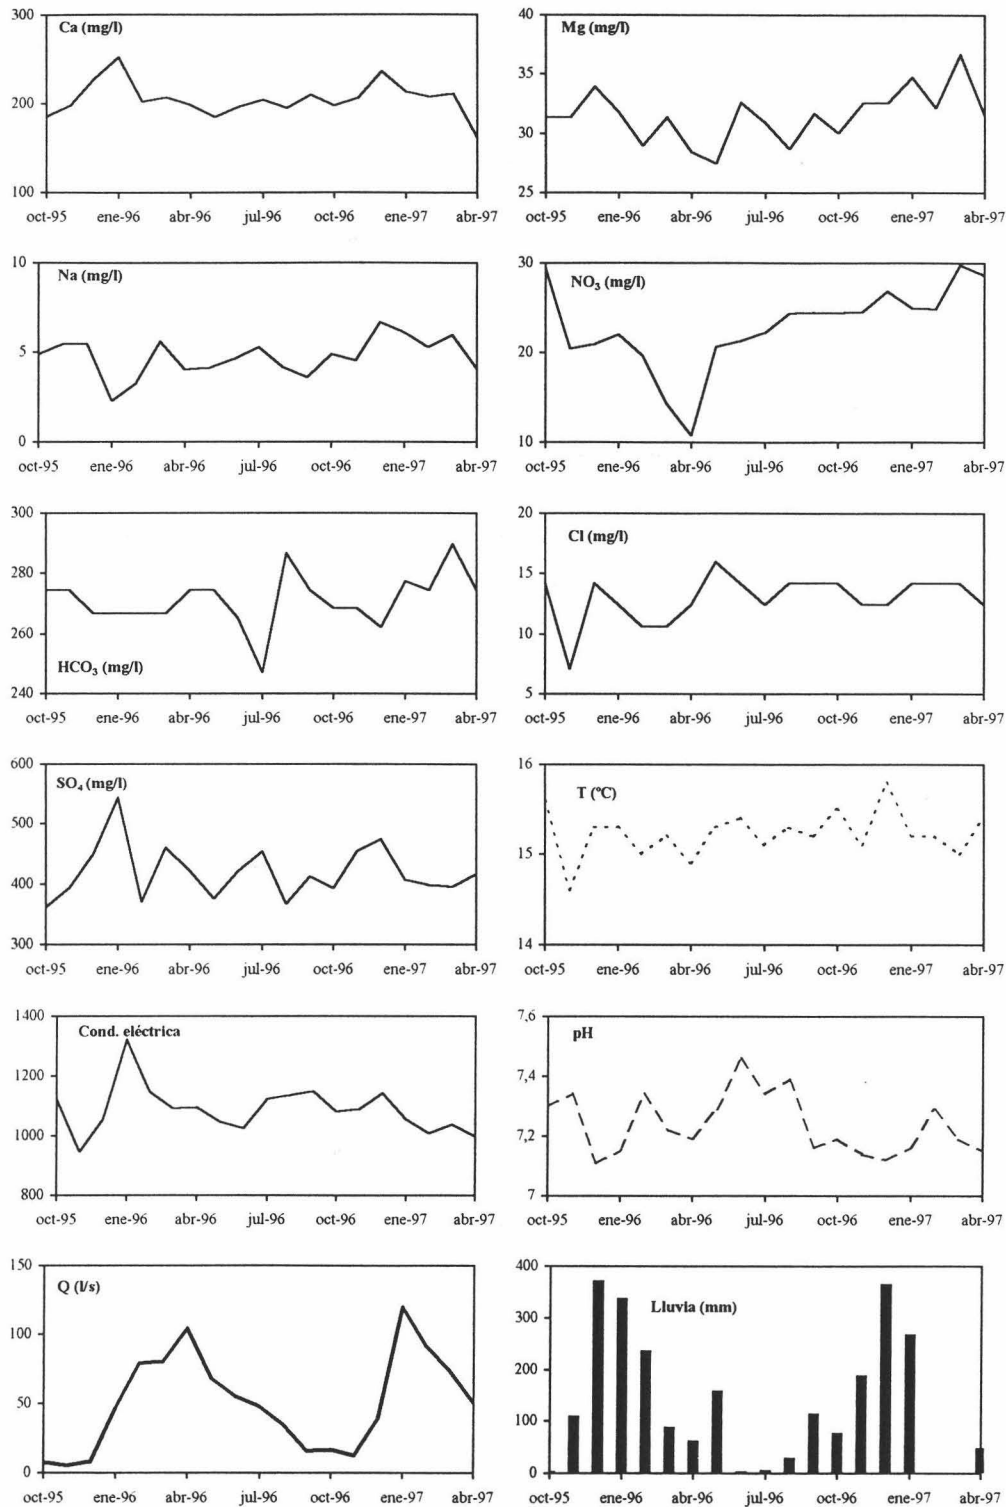 300
Ca (mg/l)
200
100
oct-95 ene-96 abr-96 jul-96 oct-96 ene-97 abr-97
40
Mg (mg/l)
35
30
25
oct-95 ene-96 abr-96 jul-96 oct-96 ene-97 abr-97
10
Na (mg/l)
5
0
oct-95 ene-96 abr-96 jul-96 oct-96 ene-97 abr-97
30
NO₃ (mg/l)
20
10
oct-95 ene-96 abr-96 jul-96 oct-96 ene-97 abr-97
300
280
260
HCO₃ (mg/l)
240
oct-95 ene-96 abr-96 jul-96 oct-96 ene-97 abr-97
20
Cl (mg/l)
15
10
5
oct-95 ene-96 abr-96 jul-96 oct-96 ene-97 abr-97
600
SO₄ (mg/l)
500
400
300
oct-95 ene-96 abr-96 jul-96 oct-96 ene-97 abr-97
16
T (ºC)
15
14
oct-95 ene-96 abr-96 jul-96 oct-96 ene-97 abr-97
1400
Cond. eléctrica
1200
1000
800
oct-95 ene-96 abr-96 jul-96 oct-96 ene-97 abr-97
7,6
pH
7,4
7,2
7
oct-95 ene-96 abr-96 jul-96 oct-96 ene-97 abr-97
150
Q (l/s)
100
50
0
oct-95 ene-96 abr-96 jul-96 oct-96 ene-97 abr-97
400
Lluvia (mm)
300
200
100
0
oct-95 ene-96 abr-96 jul-96 oct-96 ene-97 abr-97